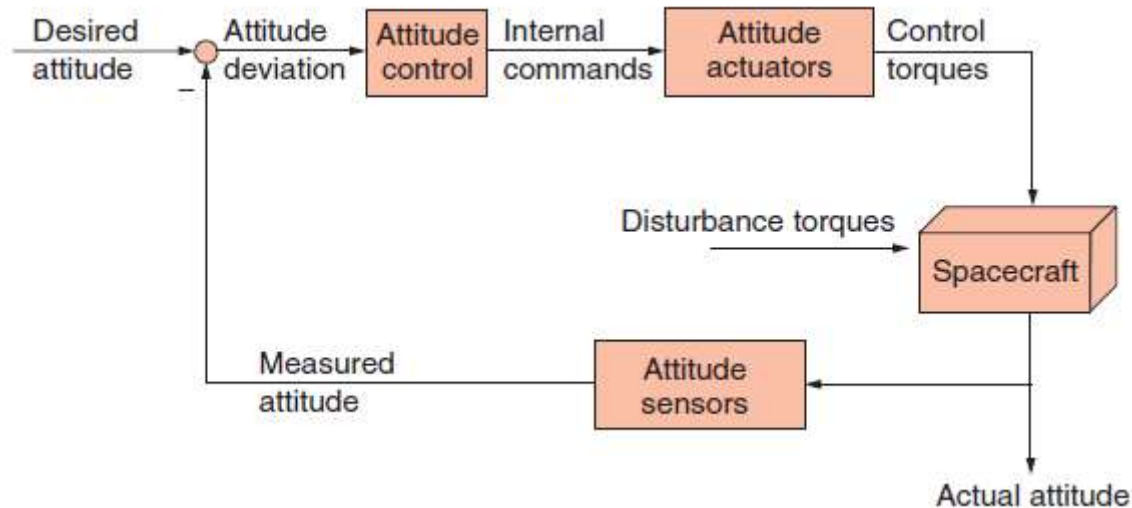 Desired
attitude
Attitude
deviation
Attitude
control
Internal
commands
Attitude
actuators
Control
torques
–
Disturbance torques
Spacecraft
Measured
attitude
Attitude
sensors
Actual attitude